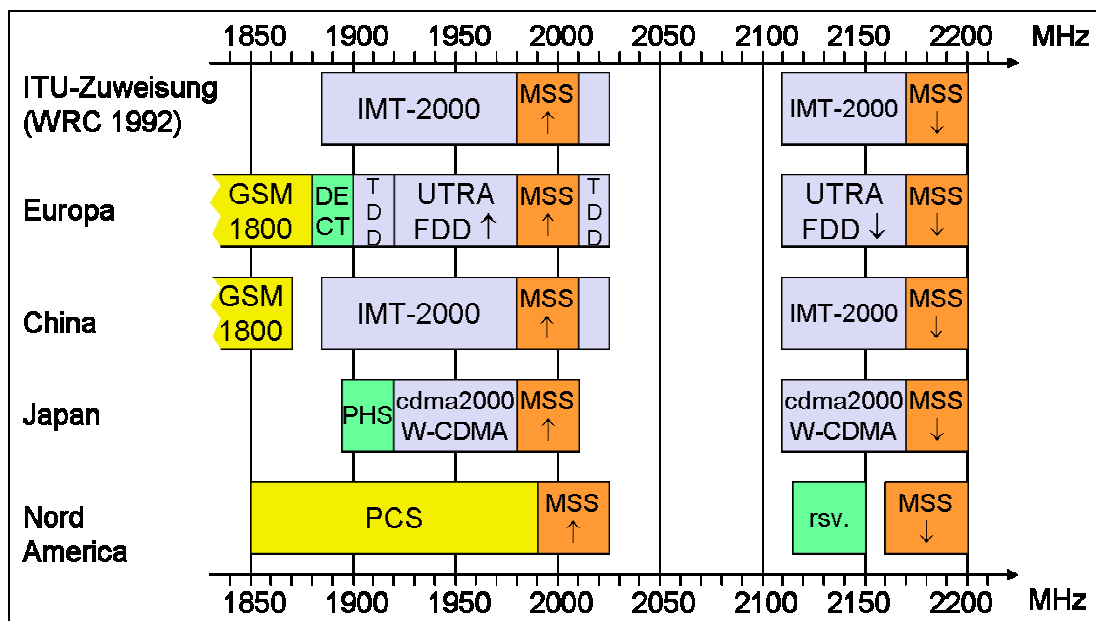 1850 1900 1950 2000 2050 2100 2150 2200 MHz
ITU-Zuweisung
(WRC 1992)
IMT-2000
MSS
↑
IMT-2000
MSS
↓
Europa
GSM
1800
DE
CT
T
D
D
UTRA
FDD ↑
MSS
↑
T
D
D
UTRA
FDD ↓
MSS
↓
China
GSM
1800
IMT-2000
MSS
↑
IMT-2000
MSS
↓
Japan
PHS
cdma2000
W-CDMA
MSS
↑
cdma2000
W-CDMA
MSS
↓
Nord
America
PCS
MSS
↑
rsv.
MSS
↓
1850 1900 1950 2000 2050 2100 2150 2200 MHz